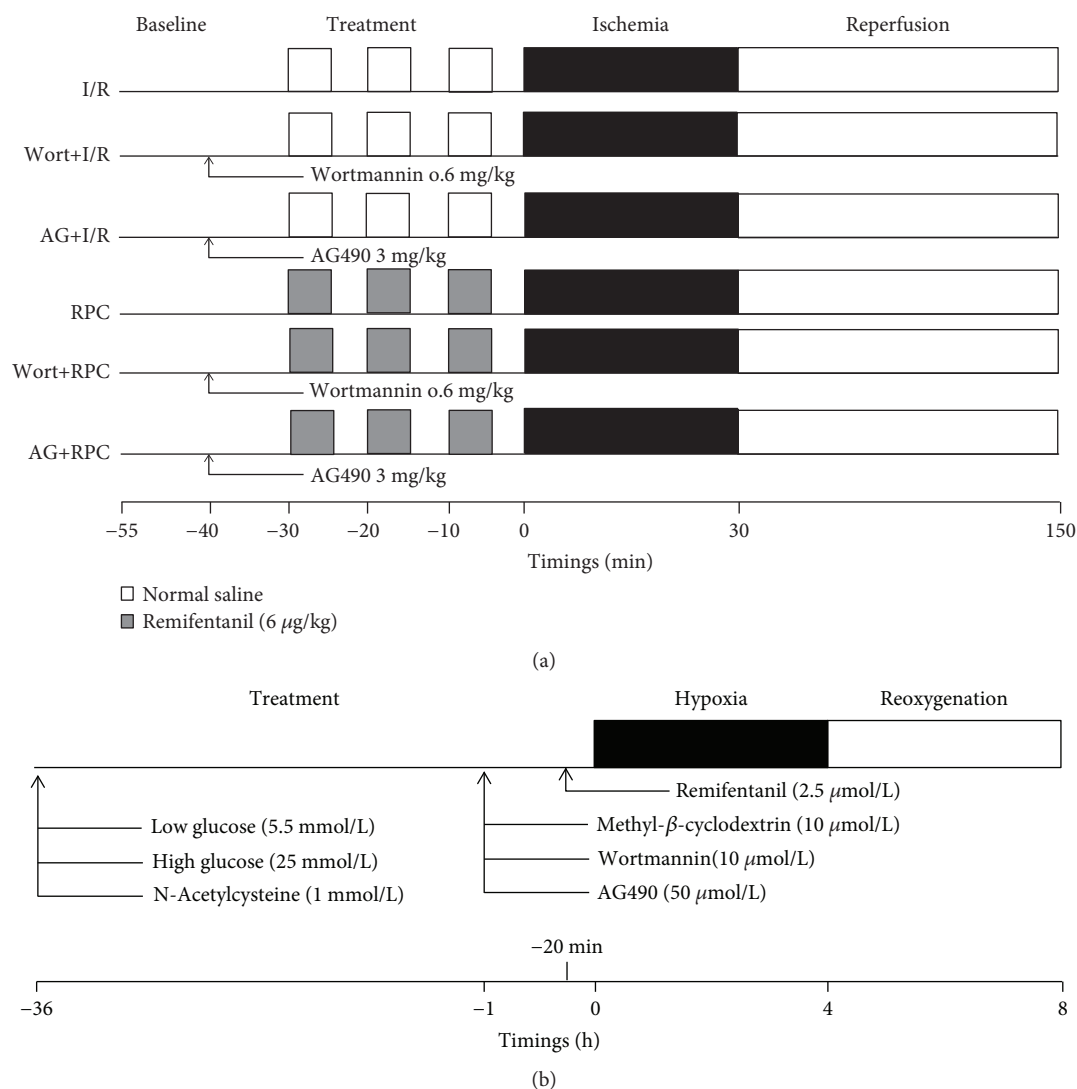 Baseline Treatment Ischemia Reperfusion
I/R
Wort+I/R
Wortmannin o.6 mg/kg
AG+I/R
AG490 3 mg/kg
RPC
Wort+RPC
Wortmannin o.6 mg/kg
AG+RPC
AG490 3 mg/kg
−55 −40 −30 −20 −10 0 30 150
Timings (min)
Normal saline
Remifentanil (6 μg/kg)
(a)
Treatment Hypoxia Reoxygenation
Remifentanil (2.5 μmol/L)
Low glucose (5.5 mmol/L) Methyl-β-cyclodextrin (10 μmol/L)
High glucose (25 mmol/L) Wortmannin(10 μmol/L)
N-Acetylcysteine (1 mmol/L) AG490 (50 μmol/L)
−20 min
−36 −1 0 4 8
Timings (h)
(b)